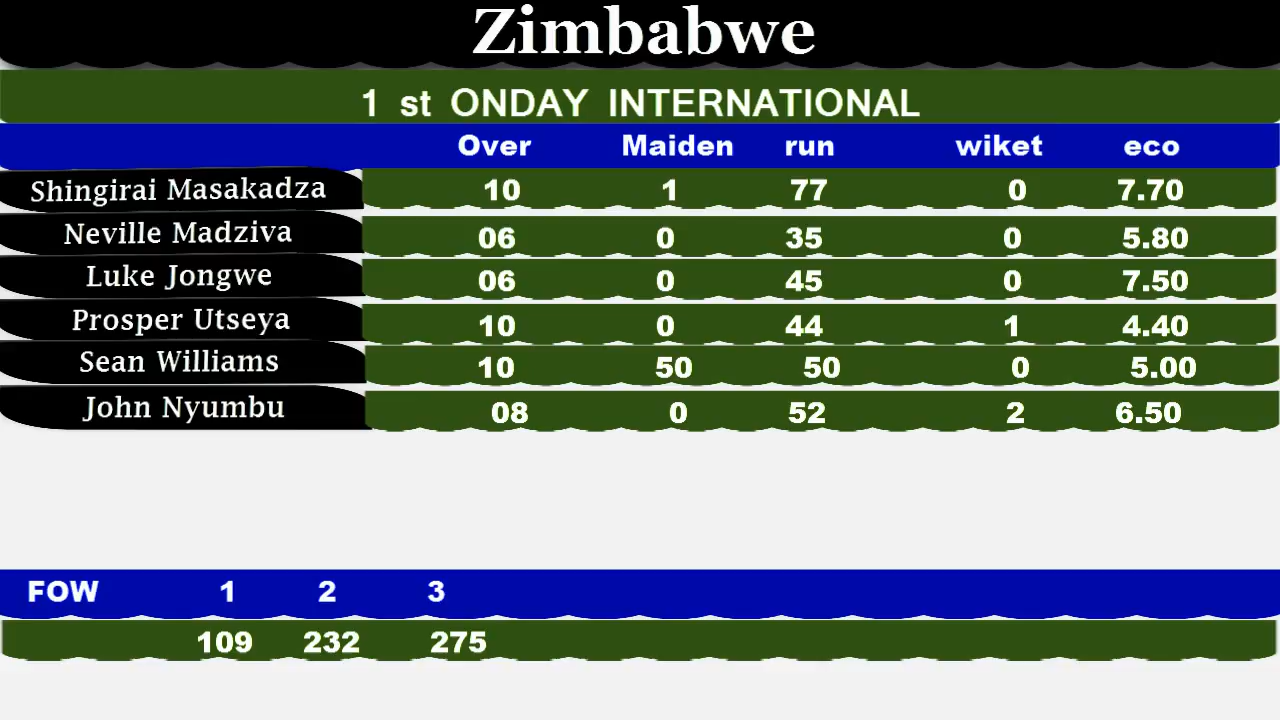 Zimbabwe
1 st ONDAY INTERNATIONAL
Over Maiden run wiket eco
Shingirai Masakadza 10 1 77 0 7.70
Neville Madziva 06 0 35 0 5.80
Luke Jongwe 06 0 45 0 7.50
Prosper Utseya 10 0 44 1 4.40
Sean Williams 10 50 50 0 5.00
John Nyumbu 08 0 52 2 6.50
FOW 1 2 3
109 232 275